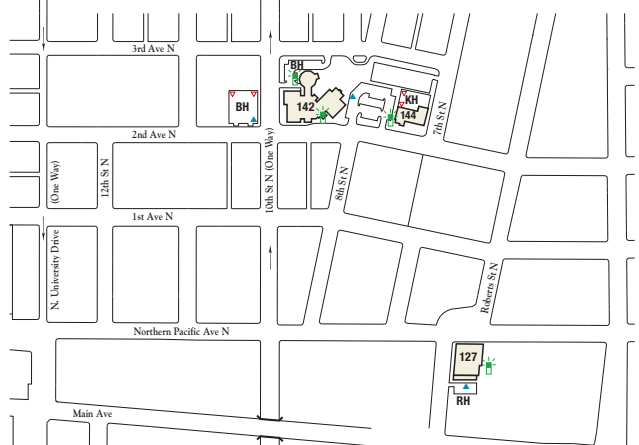 3rd Ave N
BH
BH
142
KH
144
7th St N
2nd Ave N
10th St N (One Way)
(One Way)
12th St N
8th St N
1st Ave N
N. University Drive
Roberts St N
Northern Pacific Ave N
127
RH
Main Ave